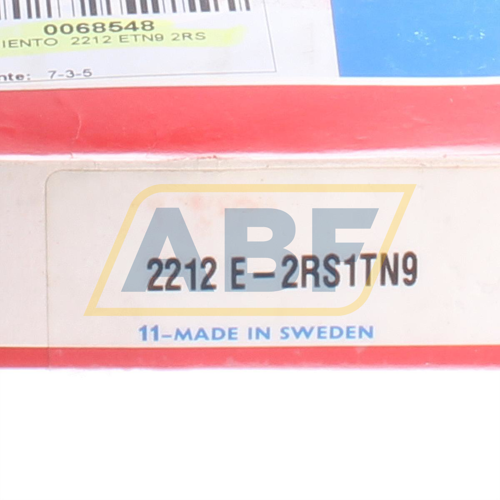 0068548
IENTO 2212 ETN9 2RS
nte: 7-3-5
ABF
2212 E-2RS1TN9
11-MADE IN SWEDEN